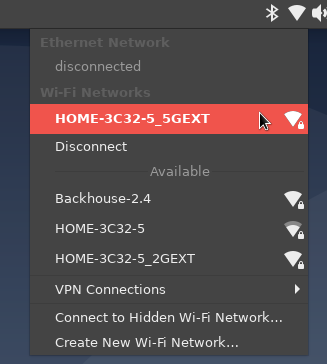 Ethernet Network
disconnected
Wi-Fi Networks
HOME-3C32-5_5GEXT
Disconnect
Available
Backhouse-2.4
HOME-3C32-5
HOME-3C32-5_2GEXT
VPN Connections
Connect to Hidden Wi-Fi Network...
Create New Wi-Fi Network...